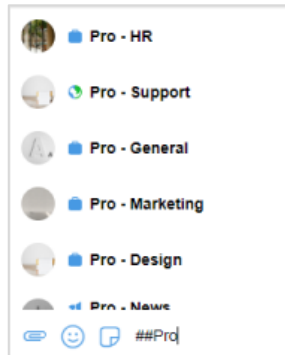 Pro - HR
Pro - Support
Pro - General
Pro - Marketing
Pro - Design
Pro - News
##Pro